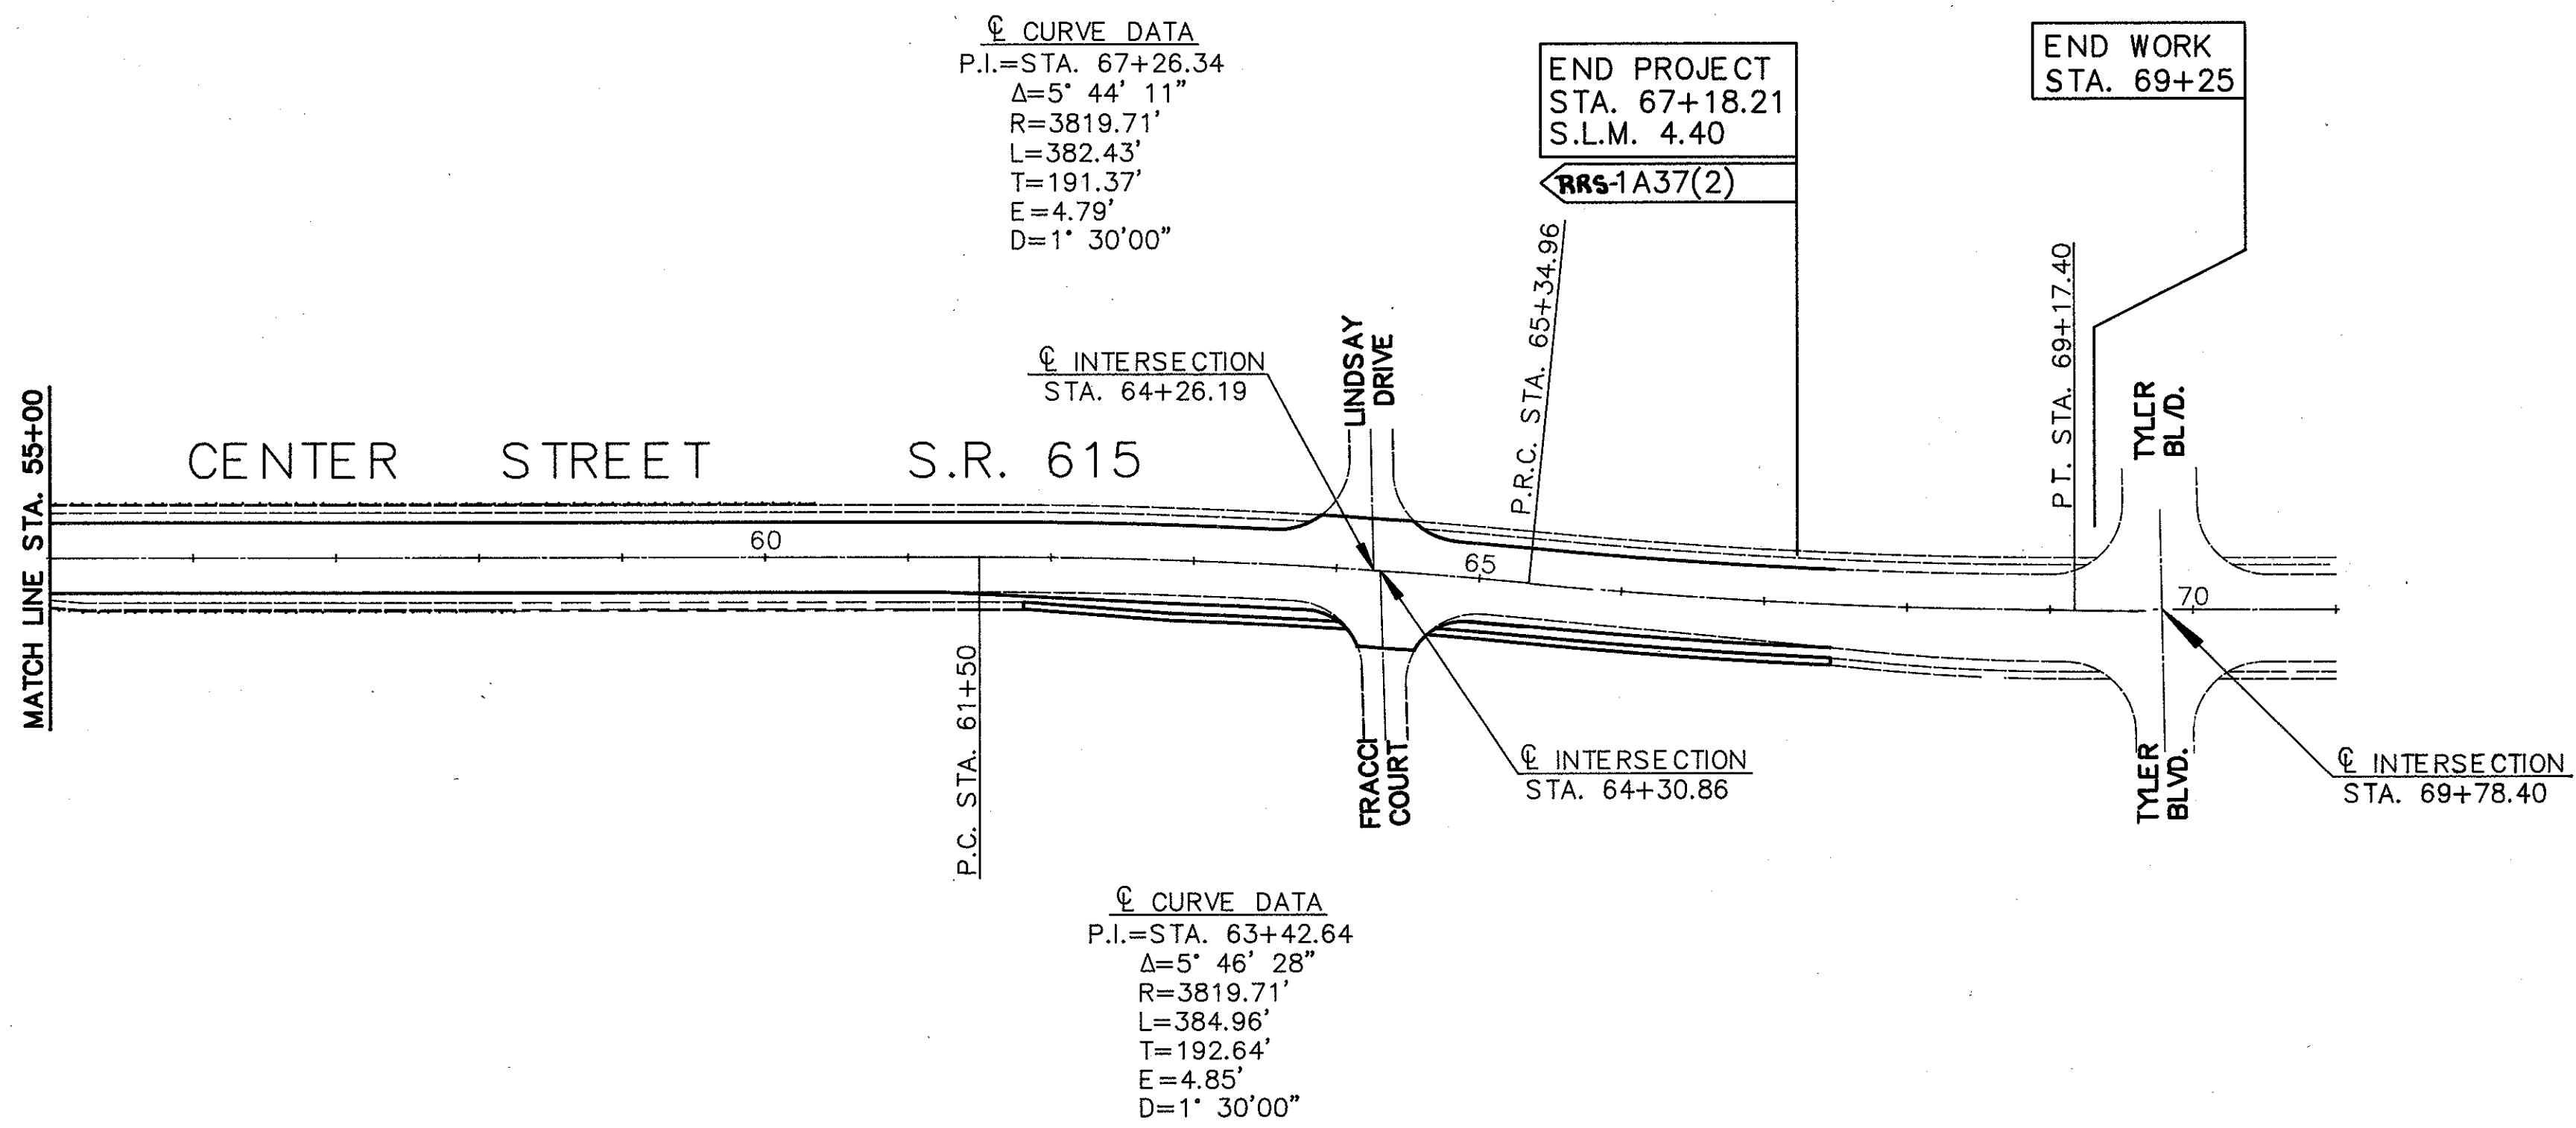 ℄ CURVE DATA
P.I.=STA. 67+26.34
Δ=5° 44' 11"
R=3819.71'
L=382.43'
T=191.37'
E=4.79'
D=1° 30'00"
END PROJECT
STA. 67+18.21
S.L.M. 4.40
RRS-1A37(2)
END WORK
STA. 69+25
P.R.C. STA. 65+34.96
P.T. STA. 69+17.40
℄ INTERSECTION
STA. 64+26.19
LINDSAY
DRIVE
TYLER
BL/D.
MATCH LINE STA. 55+00
CENTER STREET S.R. 615
60
65
70
P.C. STA. 61+50
FRACCI
COURT
℄ INTERSECTION
STA. 64+30.86
TYLER
BLVD.
℄ INTERSECTION
STA. 69+78.40
℄ CURVE DATA
P.I.=STA. 63+42.64
Δ=5° 46' 28"
R=3819.71'
L=384.96'
T=192.64'
E=4.85'
D=1° 30'00"